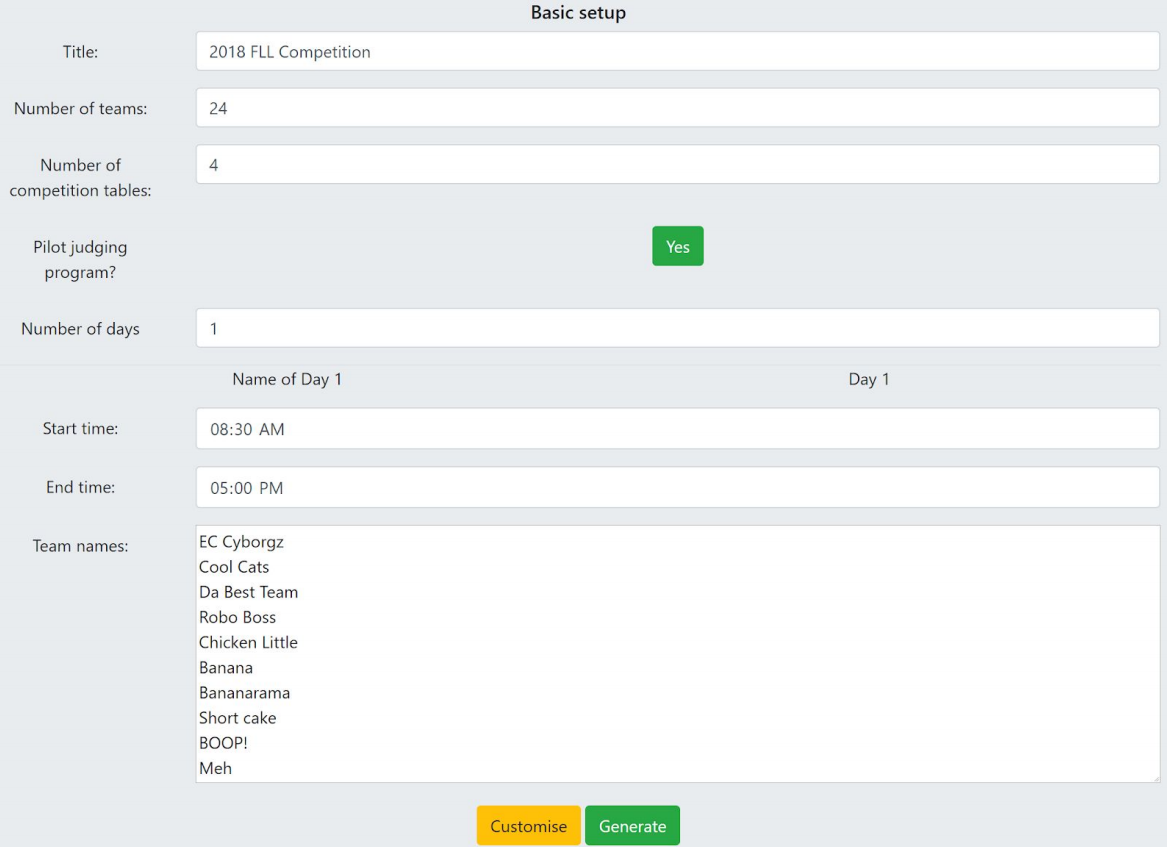 Basic setup
Title:
2018 FLL Competition
Number of teams:
24
Number of
competition tables:
4
Pilot judging
program?
Yes
Number of days
1
Name of Day 1
Day 1
Start time:
08:30 AM
End time:
05:00 PM
Team names:
EC Cyborgz
Cool Cats
Da Best Team
Robo Boss
Chicken Little
Banana
Bananarama
Short cake
BOOP!
Meh
Customise
Generate